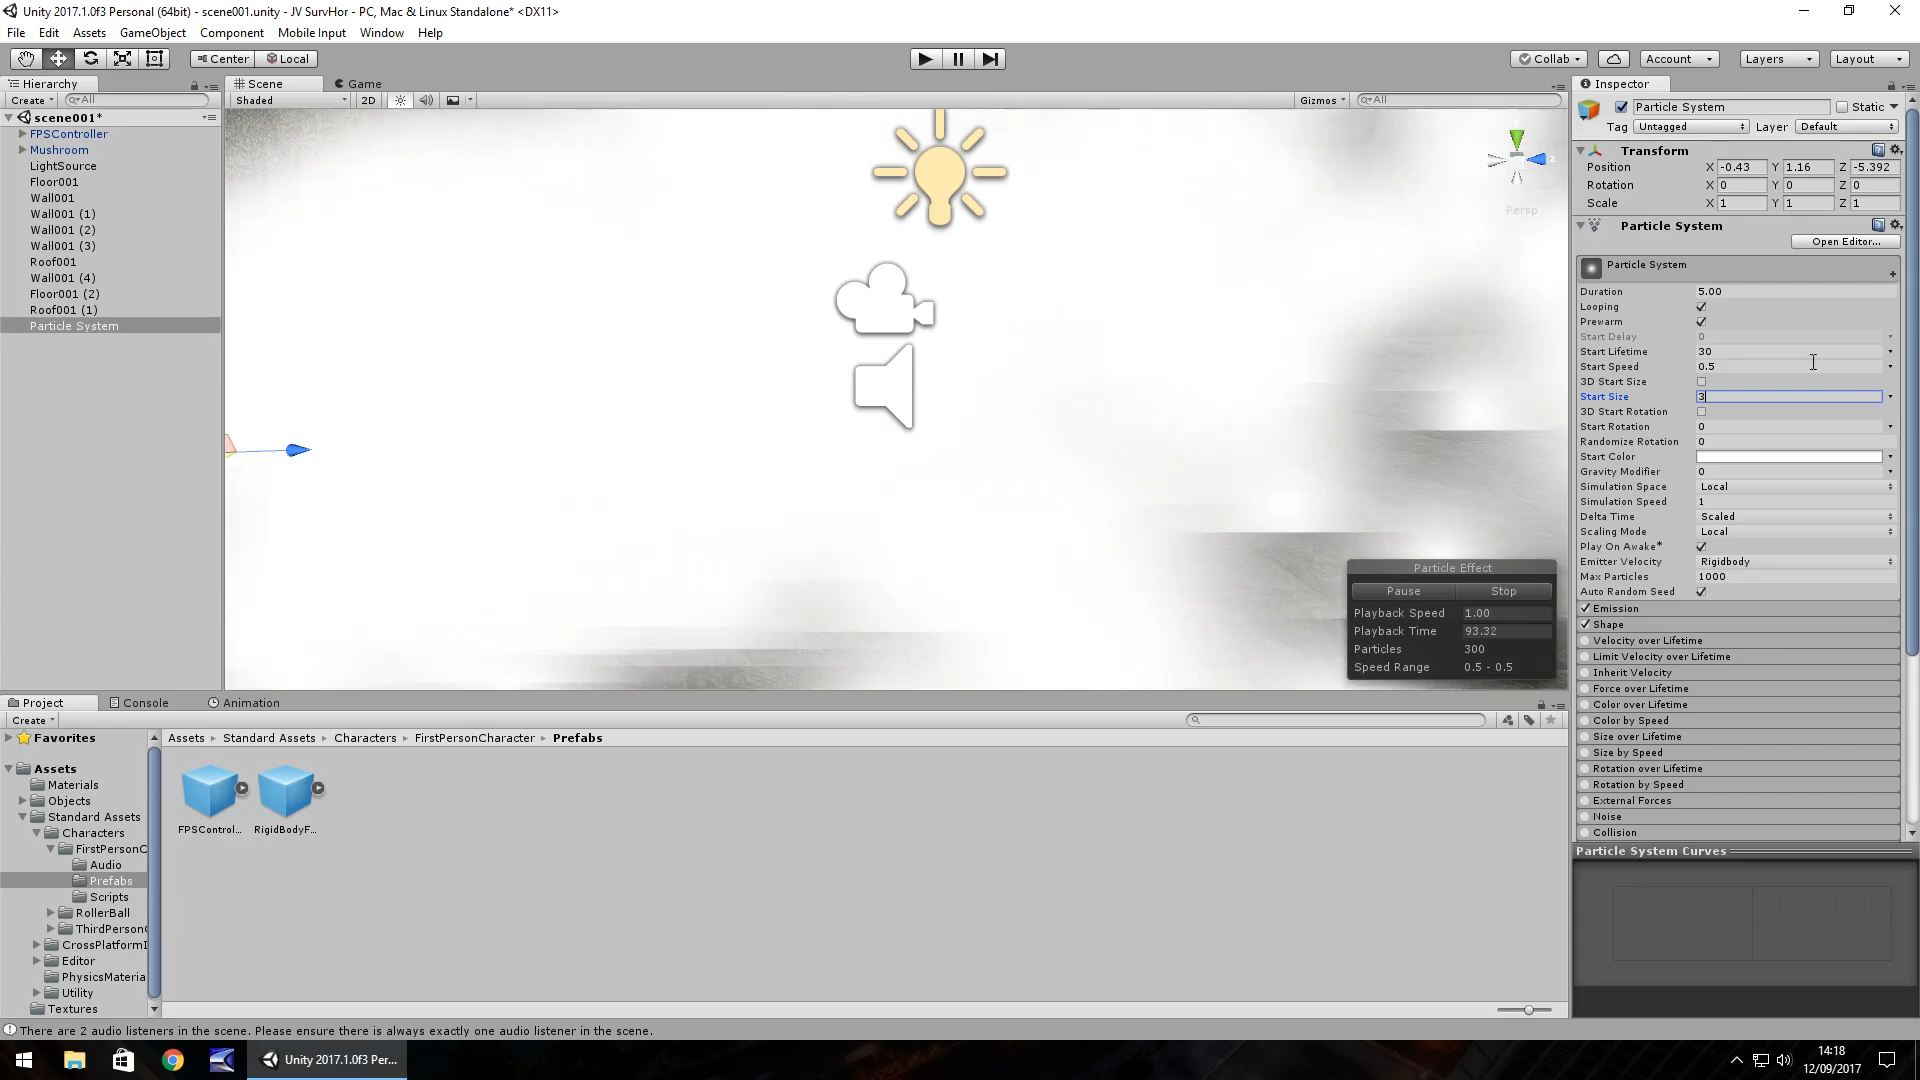 Unity 2017.1.0f3 Personal (64bit) - scene001.unity - JV SurvHor - PC, Mac & Linux Standalone* <DX11>
File Edit Assets GameObject Component Mobile Input Window Help
Center Local Collab Account Layers Layout
Hierarchy Scene Game Inspector
Create All Shaded 2D Gizmos All
scene001*
FPSController
Mushroom
LightSource
Floor001
Wall001
Wall001 (1)
Wall001 (2)
Wall001 (3)
Roof001
Wall001 (4)
Floor001 (2)
Roof001 (1)
Particle System
Persp
Particle Effect
Pause Stop
Playback Speed 1.00
Playback Time 93.32
Particles 300
Speed Range 0.5 - 0.5
Particle System Static
Tag Untagged Layer Default
Transform
Position X -0.43 Y 1.16 Z -5.392
Rotation X 0 Y 0 Z 0
Scale X 1 Y 1 Z 1
Particle System
Open Editor...
Particle System
Duration 5.00
Looping
Prewarm
Start Delay 0
Start Lifetime 30
Start Speed 0.5
3D Start Size
Start Size 3
3D Start Rotation
Start Rotation 0
Randomize Rotation 0
Start Color
Gravity Modifier 0
Simulation Space Local
Simulation Speed 1
Delta Time Scaled
Scaling Mode Local
Play On Awake*
Emitter Velocity Rigidbody
Max Particles 1000
Auto Random Seed
Emission
Shape
Velocity over Lifetime
Limit Velocity over Lifetime
Inherit Velocity
Force over Lifetime
Color over Lifetime
Color by Speed
Size over Lifetime
Size by Speed
Rotation over Lifetime
Rotation by Speed
External Forces
Noise
Collision
Particle System Curves
Project Console Animation
Create
Favorites
Assets
Materials
Objects
Standard Assets
Characters
FirstPersonC
Audio
Prefabs
Scripts
RollerBall
ThirdPersonC
CrossPlatformI
Editor
PhysicsMateria
Utility
Textures
Assets Standard Assets Characters FirstPersonCharacter Prefabs
FPSControl... RigidBodyF...
There are 2 audio listeners in the scene. Please ensure there is always exactly one audio listener in the scene.
Unity 2017.1.0f3 Per...
14:18
12/09/2017